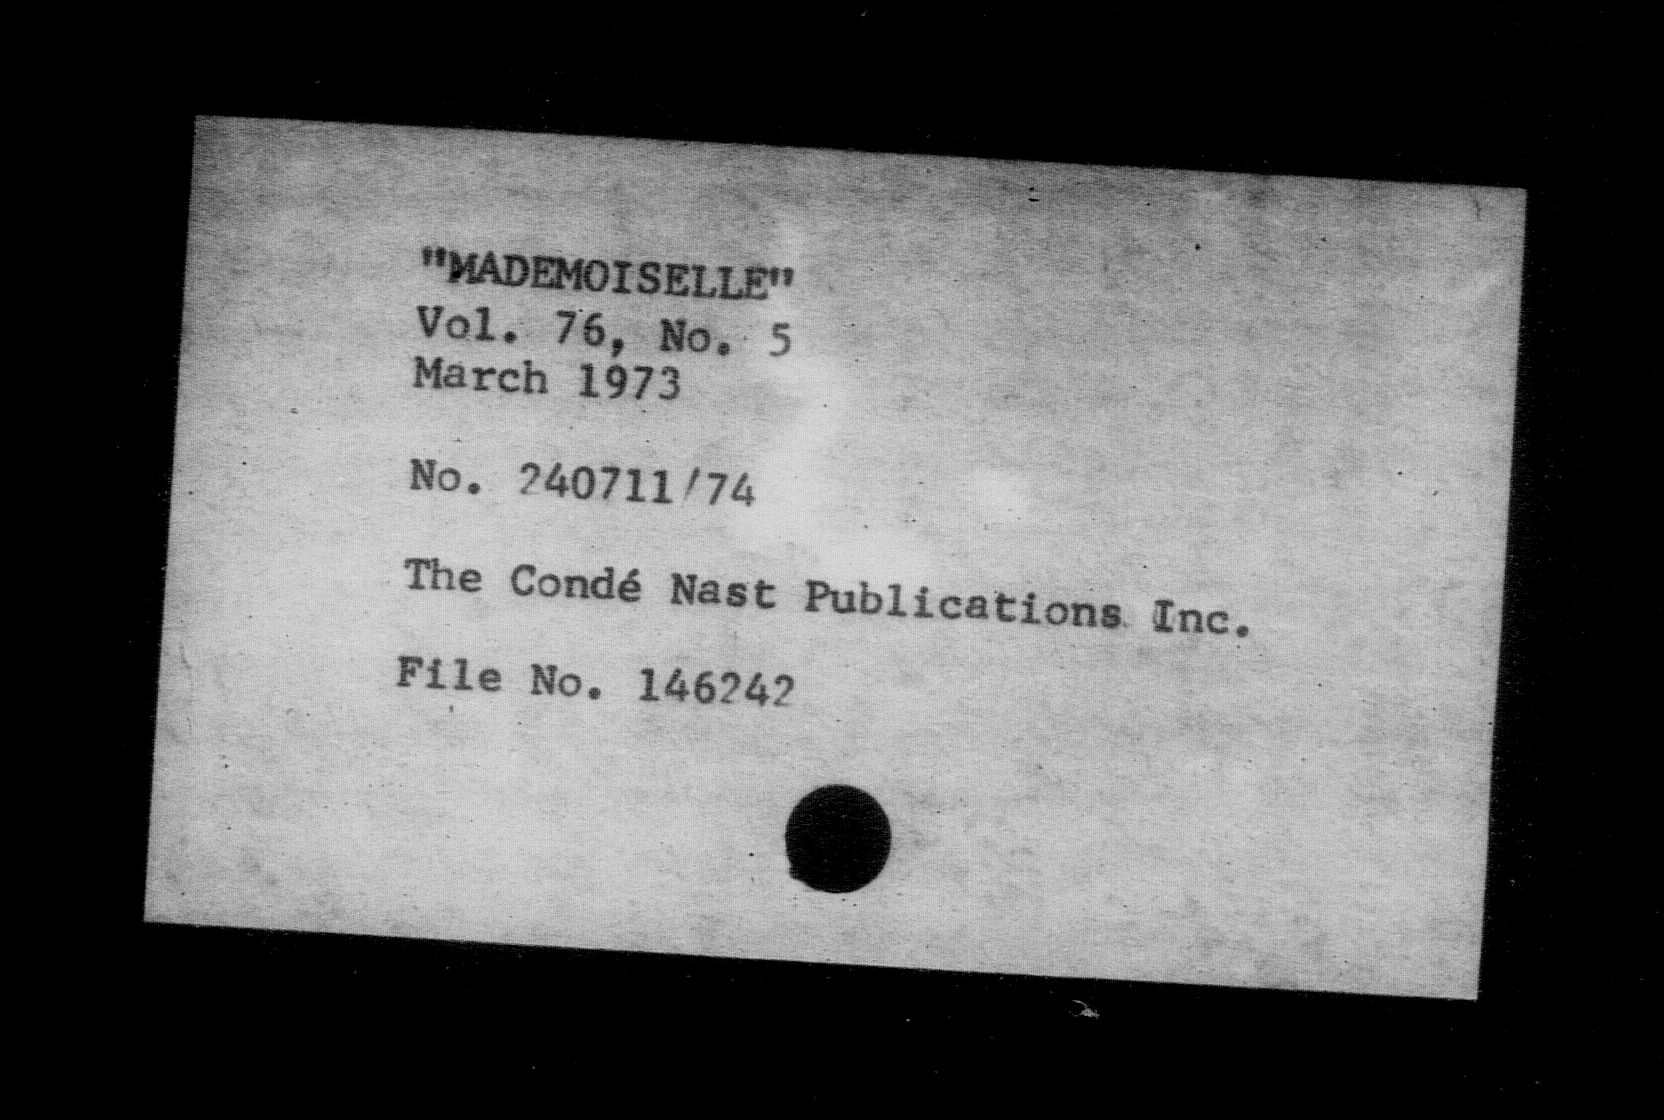 "MADEMOISELLE"
Vol. 76, No. 5
March 1973
No. 240711/74
The Condé Nast Publications Inc.
File No. 146242